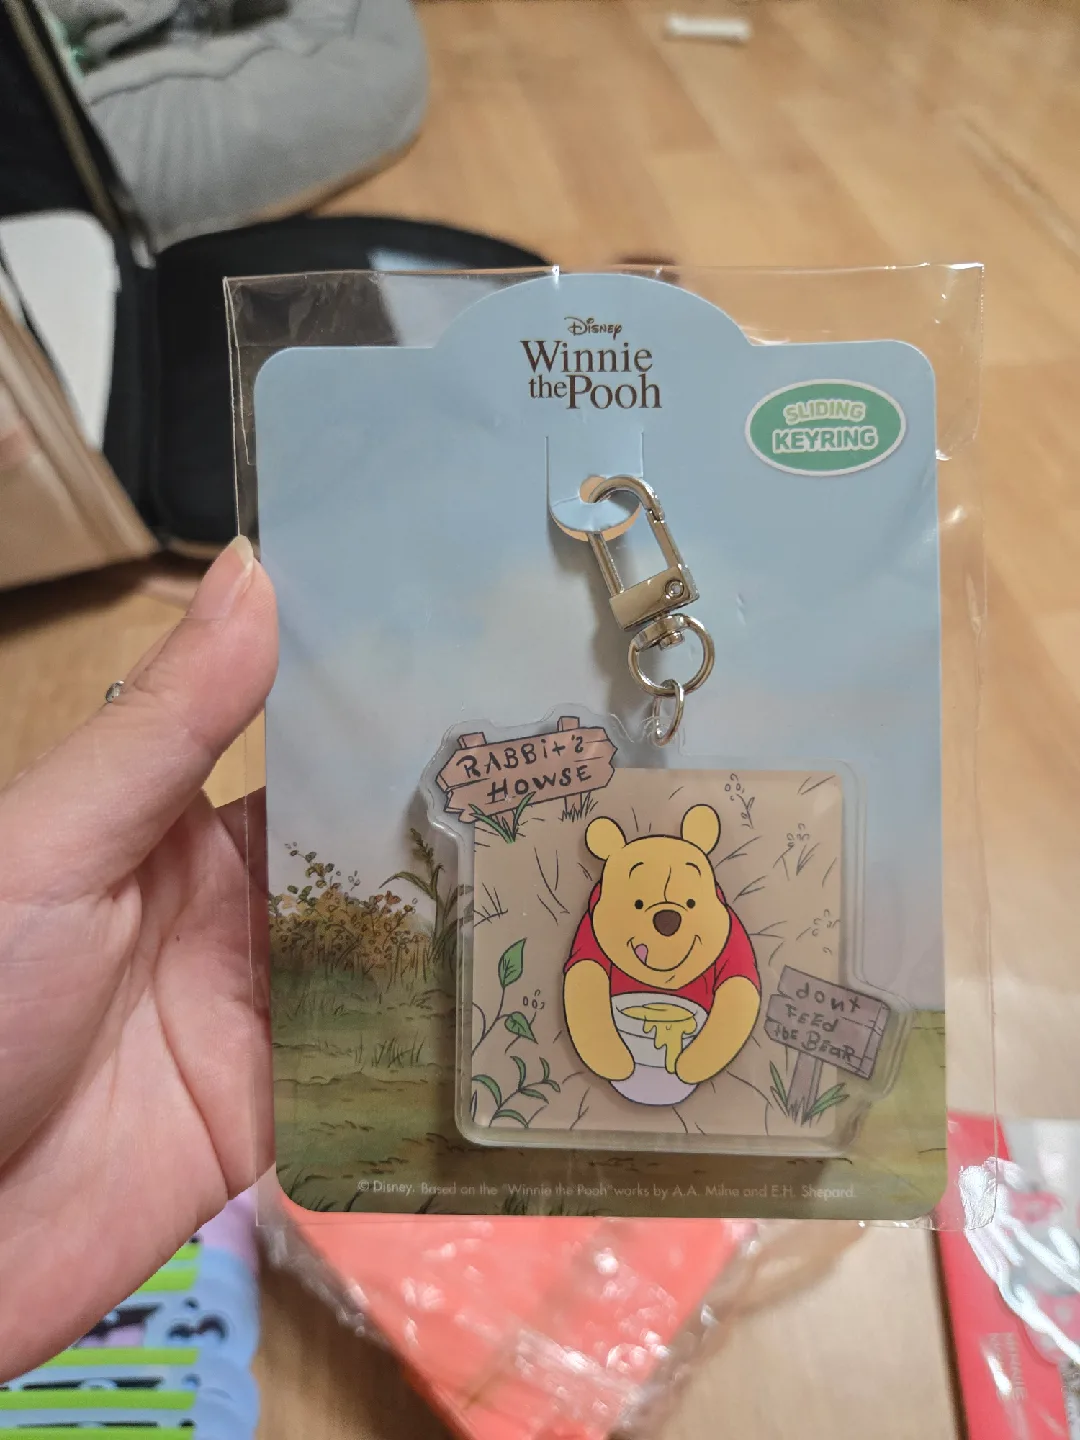 Disney
Winnie
the Pooh
SLIDING
KEYRING
RABBit's
HOWSE
dont
FEEd
the BEAR
© Disney. Based on the "Winnie the Pooh" works by A.A. Milne and E.H. Shepard.
MINNIE